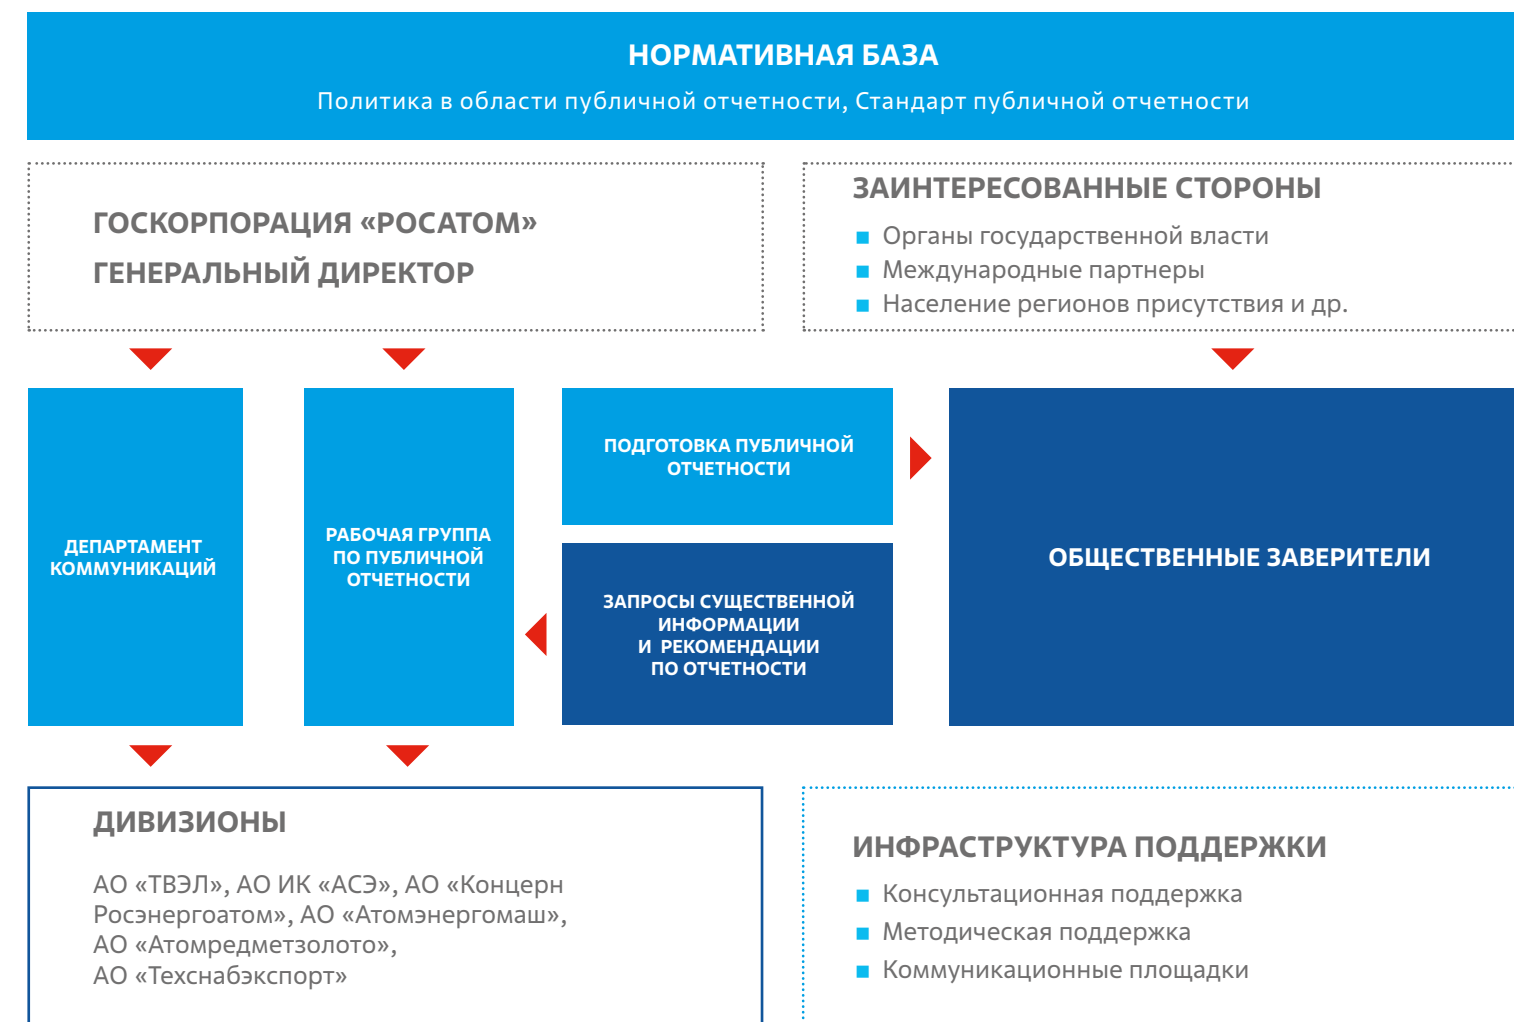 НОРМАТИВНАЯ БАЗА
Политика в области публичной отчетности, Стандарт публичной отчетности
ГОСКОРПОРАЦИЯ «РОСАТОМ»
ГЕНЕРАЛЬНЫЙ ДИРЕКТОР
ЗАИНТЕРЕСОВАННЫЕ СТОРОНЫ
Органы государственной власти
Международные партнеры
Население регионов присутствия и др.
ДЕПАРТАМЕНТ
КОММУНИКАЦИЙ
РАБОЧАЯ ГРУППА
ПО ПУБЛИЧНОЙ
ОТЧЕТНОСТИ
ПОДГОТОВКА ПУБЛИЧНОЙ
ОТЧЕТНОСТИ
ЗАПРОСЫ СУЩЕСТВЕННОЙ
ИНФОРМАЦИИ
И РЕКОМЕНДАЦИИ
ПО ОТЧЕТНОСТИ
ОБЩЕСТВЕННЫЕ ЗАВЕРИТЕЛИ
ДИВИЗИОНЫ
АО «ТВЭЛ», АО ИК «АСЭ», АО «Концерн
Росэнергоатом», АО «Атомэнергомаш»,
АО «Атомредметзолото»,
АО «Техснабэкспорт»
ИНФРАСТРУКТУРА ПОДДЕРЖКИ
Консультационная поддержка
Методическая поддержка
Коммуникационные площадки